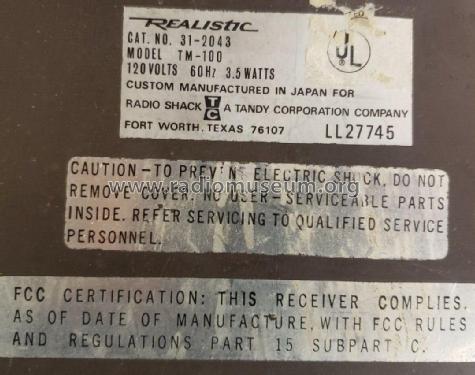 REALISTIC
CAT. NO. 31-2043
MODEL TM-100
120 VOLTS 60Hz 3.5 WATTS
CUSTOM MANUFACTURED IN JAPAN FOR
RADIO SHACK TC A TANDY CORPORATION COMPANY
FORT WORTH, TEXAS 76107 LL27745
UL
®
CAUTION-TO PREVENT ELECTRIC SHOCK, DO NOT
REMOVE COVER. NO USER-SERVICEABLE PARTS
www.radiomuseum.org
INSIDE. REFER SERVICING TO QUALIFIED SERVICE
PERSONNEL.
FCC CERTIFICATION: THIS RECEIVER COMPLIES,
AS OF DATE OF MANUFACTURE, WITH FCC RULES
AND REGULATIONS PART 15 SUBPART C.